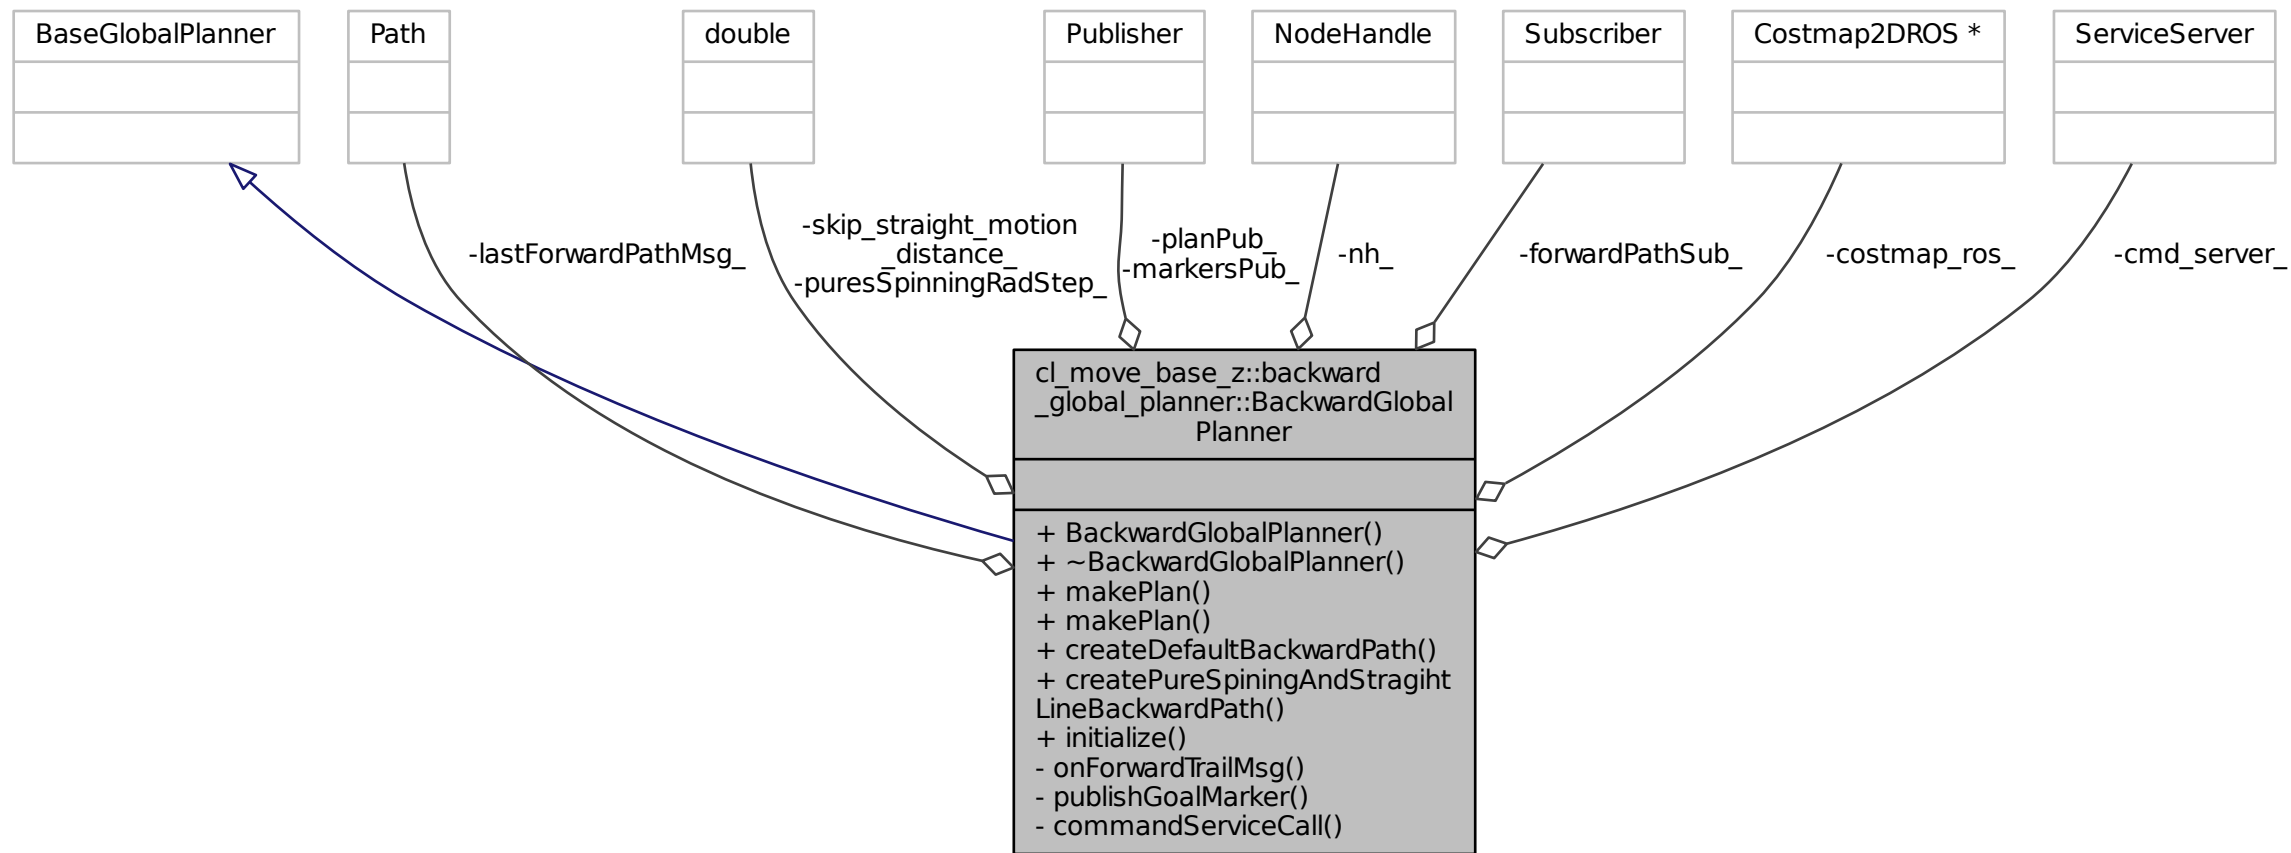 BaseGlobalPlanner
Path
double
Publisher
NodeHandle
Subscriber
Costmap2DROS *
ServiceServer
-lastForwardPathMsg_
-skip_straight_motion
_distance_
-puresSpinningRadStep_
-planPub_
-markersPub_
-nh_
-forwardPathSub_
-costmap_ros_
-cmd_server_
cl_move_base_z::backward
_global_planner::BackwardGlobal
Planner
+ BackwardGlobalPlanner()
+ ~BackwardGlobalPlanner()
+ makePlan()
+ makePlan()
+ createDefaultBackwardPath()
+ createPureSpiningAndStragiht
LineBackwardPath()
+ initialize()
- onForwardTrailMsg()
- publishGoalMarker()
- commandServiceCall()